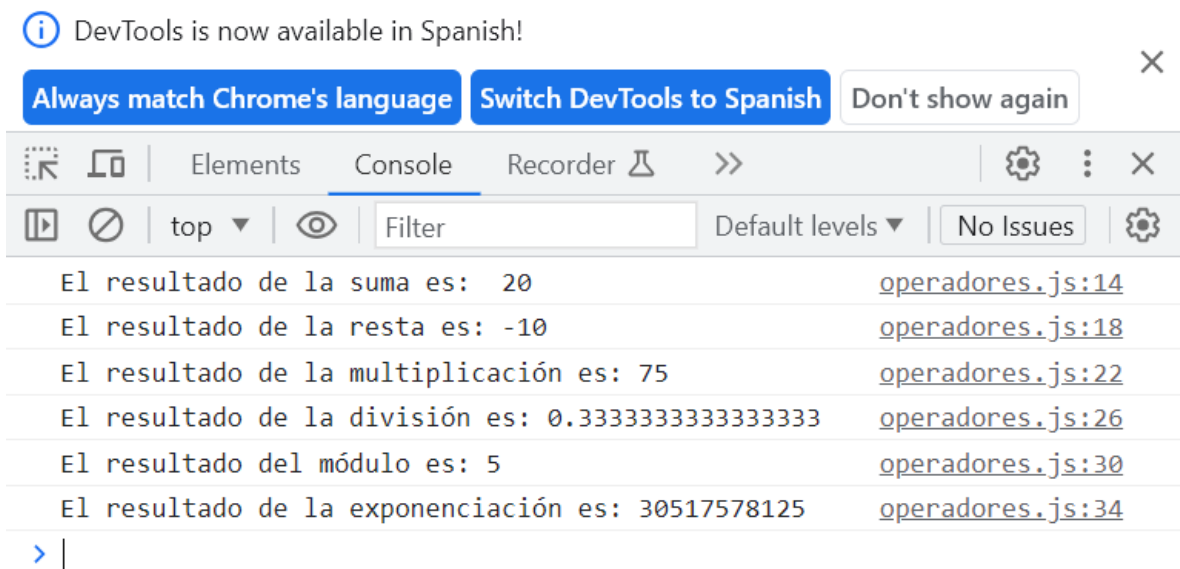 DevTools is now available in Spanish!
Always match Chrome's language Switch DevTools to Spanish Don't show again
Elements Console Recorder
top Filter Default levels No Issues
El resultado de la suma es:  20 operadores.js:14
El resultado de la resta es: -10 operadores.js:18
El resultado de la multiplicación es: 75 operadores.js:22
El resultado de la división es: 0.3333333333333333 operadores.js:26
El resultado del módulo es: 5 operadores.js:30
El resultado de la exponenciación es: 30517578125 operadores.js:34